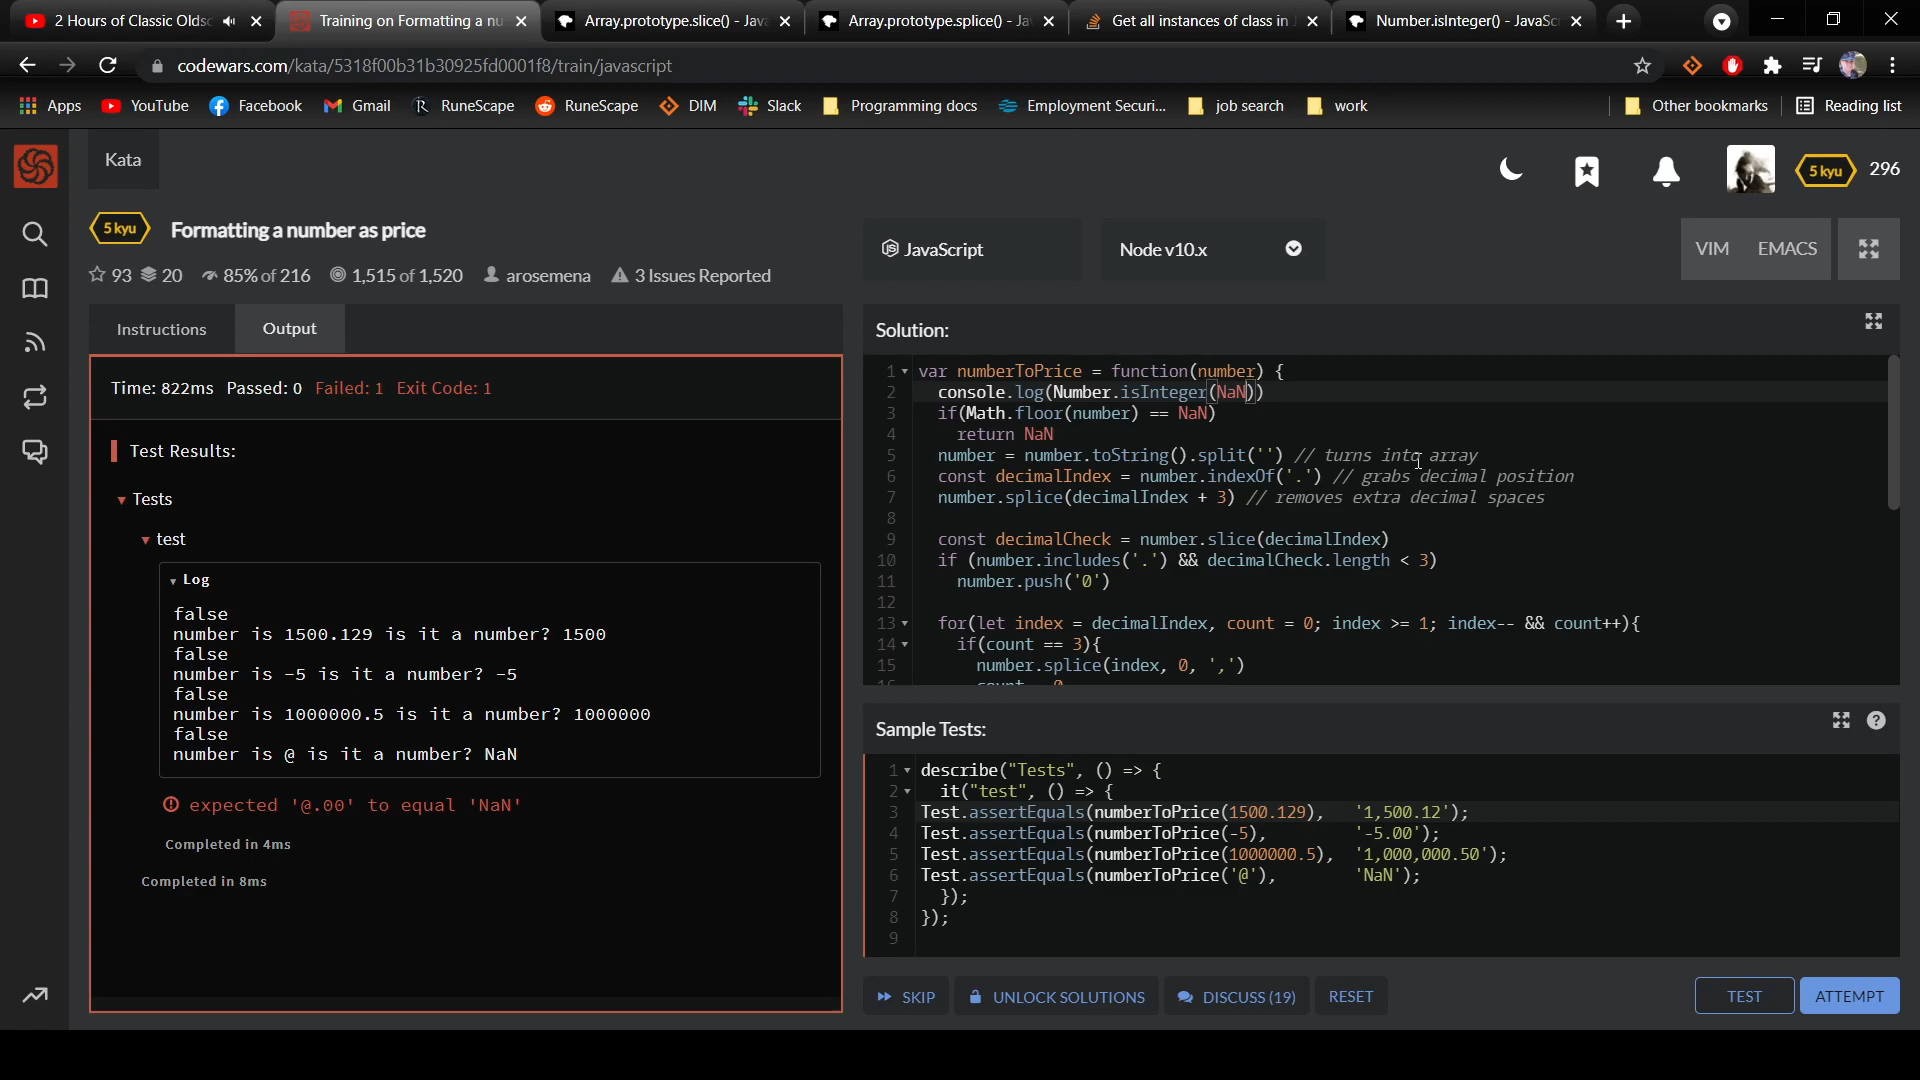 2 Hours of Classic Oldsc
Training on Formatting a nu
Array.prototype.slice() - Jav
Array.prototype.splice() - Ja
Get all instances of class in J
Number.isInteger() - JavaSc
codewars.com/kata/5318f00b31b30925fd0001f8/train/javascript
Apps
YouTube
Facebook
Gmail
RuneScape
RuneScape
DIM
Slack
Programming docs
Employment Securi...
job search
work
Other bookmarks
Reading list
Kata
5 kyu
296
5 kyu
Formatting a number as price
93 20 85% of 216 1,515 of 1,520 arosemena 3 Issues Reported
JavaScript
Node v10.x
VIM
EMACS
Instructions
Output
Time: 822ms Passed: 0 Failed: 1 Exit Code: 1
Test Results:
Tests
test
Log
false
number is 1500.129 is it a number? 1500
false
number is -5 is it a number? -5
false
number is 1000000.5 is it a number? 1000000
false
number is @ is it a number? NaN
expected '@.00' to equal 'NaN'
Completed in 4ms
Completed in 8ms
Solution:
1 var numberToPrice = function(number) {
2 console.log(Number.isInteger(NaN))
3 if(Math.floor(number) == NaN)
4 return NaN
5 number = number.toString().split('') // turns into array
6 const decimalIndex = number.indexOf('.') // grabs decimal position
7 number.splice(decimalIndex + 3) // removes extra decimal spaces
8
9 const decimalCheck = number.slice(decimalIndex)
10 if (number.includes('.') && decimalCheck.length < 3)
11 number.push('0')
12
13 for(let index = decimalIndex, count = 0; index >= 1; index-- && count++){
14 if(count == 3){
15 number.splice(index, 0, ',')
16 count = 0
Sample Tests:
1 describe("Tests", () => {
2 it("test", () => {
3 Test.assertEquals(numberToPrice(1500.129), '1,500.12');
4 Test.assertEquals(numberToPrice(-5), '-5.00');
5 Test.assertEquals(numberToPrice(1000000.5), '1,000,000.50');
6 Test.assertEquals(numberToPrice('@'), 'NaN');
7 });
8 });
9
SKIP
UNLOCK SOLUTIONS
DISCUSS (19)
RESET
TEST
ATTEMPT